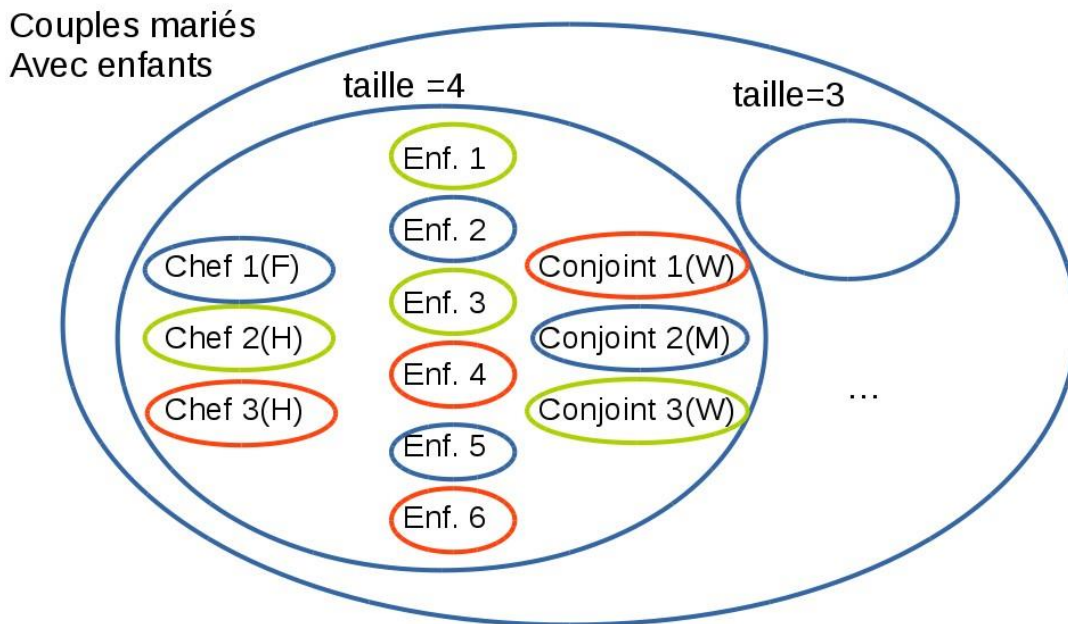 Couples mariés
Avec enfants
taille =4
taille=3
Enf. 1
Enf. 2
Enf. 3
Enf. 4
Enf. 5
Enf. 6
Chef 1(F)
Chef 2(H)
Chef 3(H)
Conjoint 1(W)
Conjoint 2(M)
Conjoint 3(W)
...